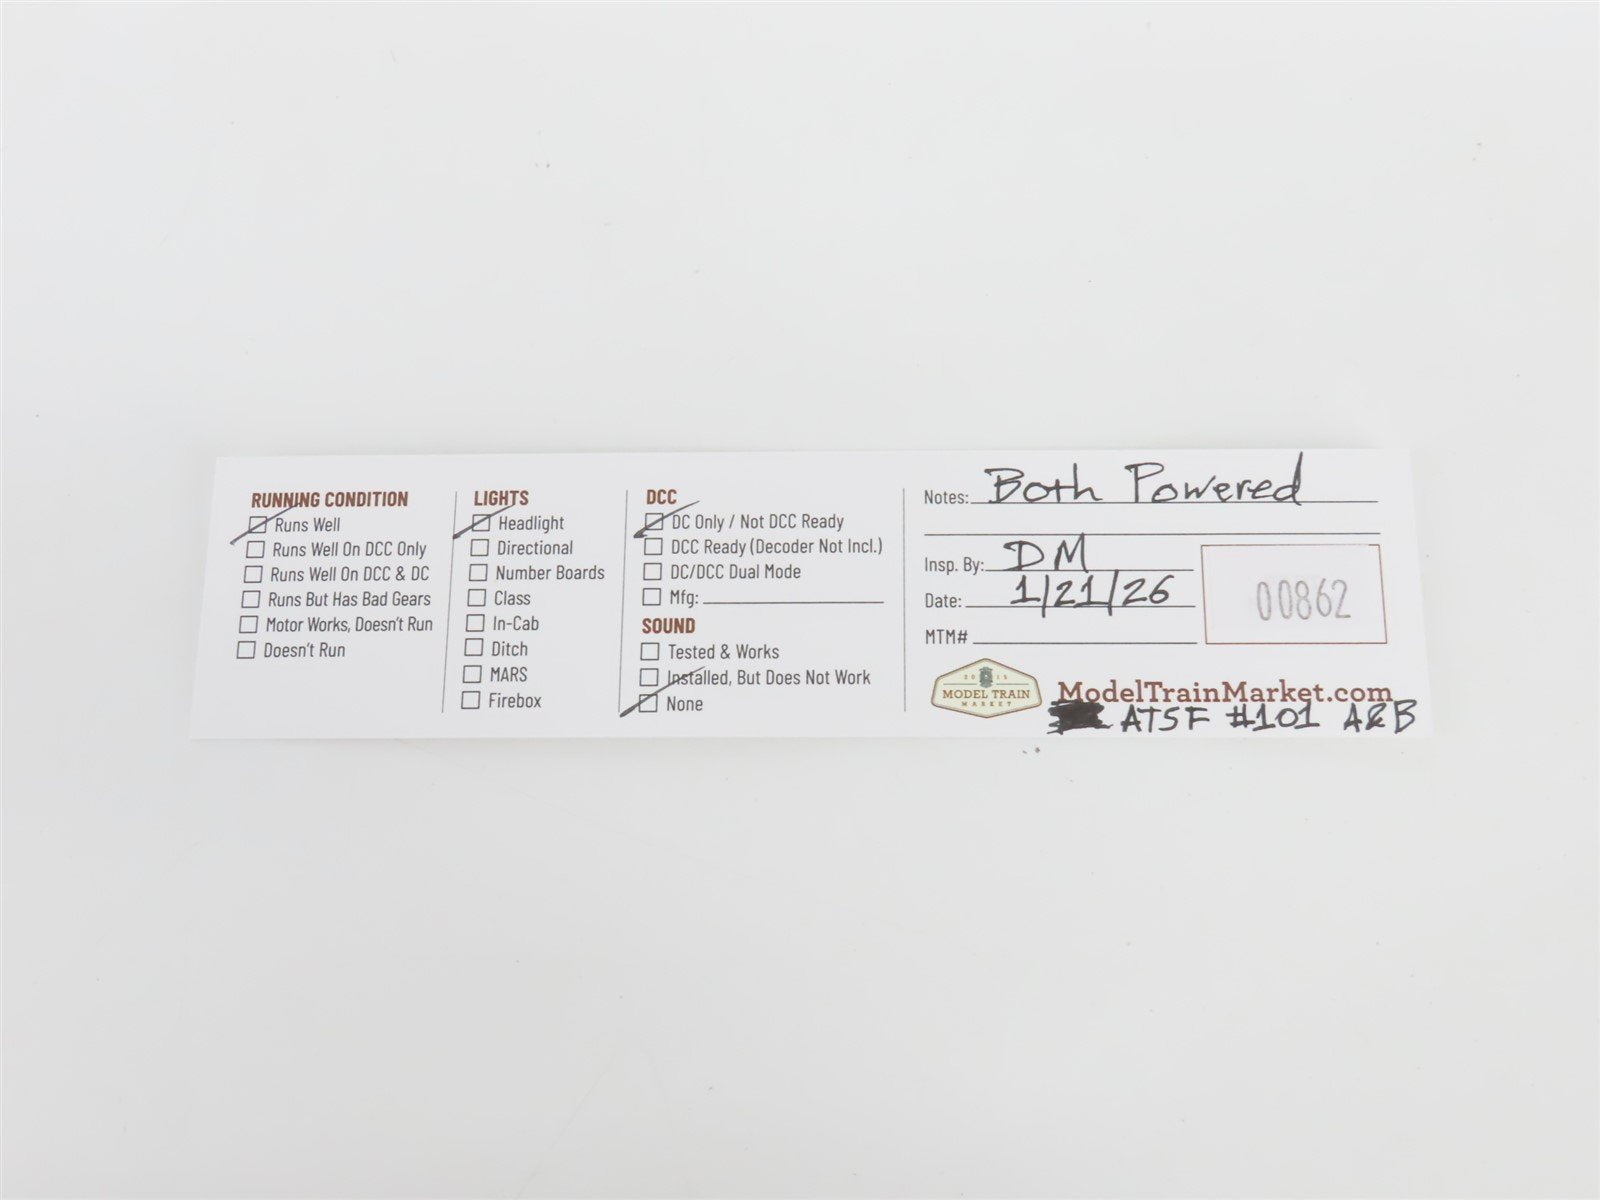 RUNNING CONDITION
Runs Well
Runs Well On DCC Only
Runs Well On DCC & DC
Runs But Has Bad Gears
Motor Works, Doesn't Run
Doesn't Run
LIGHTS
Headlight
Directional
Number Boards
Class
In-Cab
Ditch
MARS
Firebox
DCC
DC Only / Not DCC Ready
DCC Ready (Decoder Not Incl.)
DC/DCC Dual Mode
Mfg:
SOUND
Tested & Works
Installed, But Does Not Work
None
Notes: Both Powered
Insp. By: DM
Date: 1/21/26
MTM#
00862
2015
MODEL TRAIN
MARKET
ModelTrainMarket.com
ATSF #101 A&B